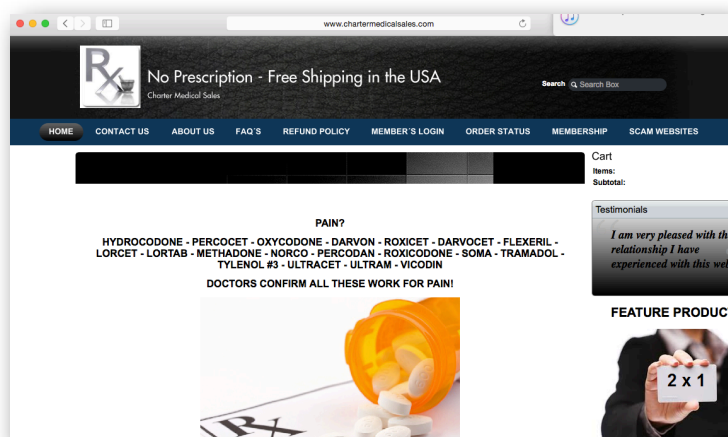 www.chartermedicalsales.com
No Prescription - Free Shipping in the USA
Charter Medical Sales
Search Search Box
HOME CONTACT US ABOUT US FAQ´S REFUND POLICY MEMBER´S LOGIN ORDER STATUS MEMBERSHIP SCAM WEBSITES
Cart
Items:
Subtotal:
Testimonials
I am very pleased with th
relationship I have
experienced with this we
PAIN?
HYDROCODONE - PERCOCET - OXYCODONE - DARVON - ROXICET - DARVOCET - FLEXERIL -
LORCET - LORTAB - METHADONE - NORCO - PERCODAN - ROXICODONE - SOMA - TRAMADOL -
TYLENOL #3 - ULTRACET - ULTRAM - VICODIN
DOCTORS CONFIRM ALL THESE WORK FOR PAIN!
FEATURE PRODUC
2 x 1